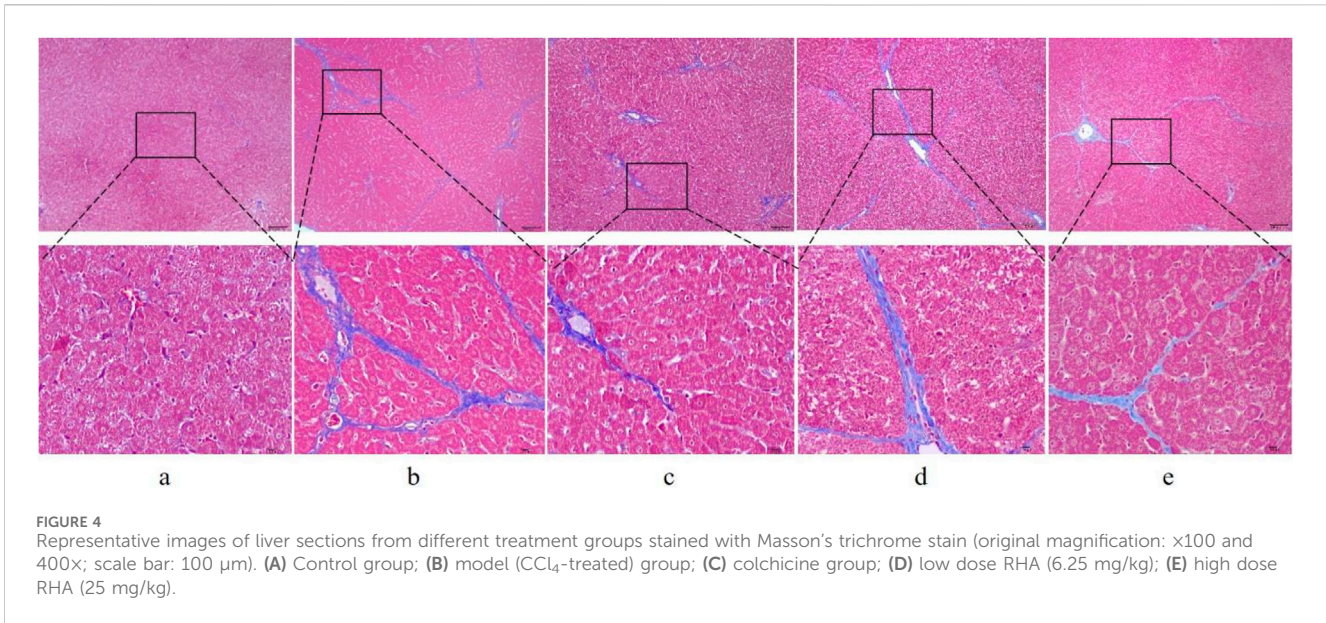 a b c d e
FIGURE 4
Representative images of liver sections from different treatment groups stained with Masson's trichrome stain (original magnification: ×100 and
400×; scale bar: 100 μm). (A) Control group; (B) model (CCl₄-treated) group; (C) colchicine group; (D) low dose RHA (6.25 mg/kg); (E) high dose
RHA (25 mg/kg).